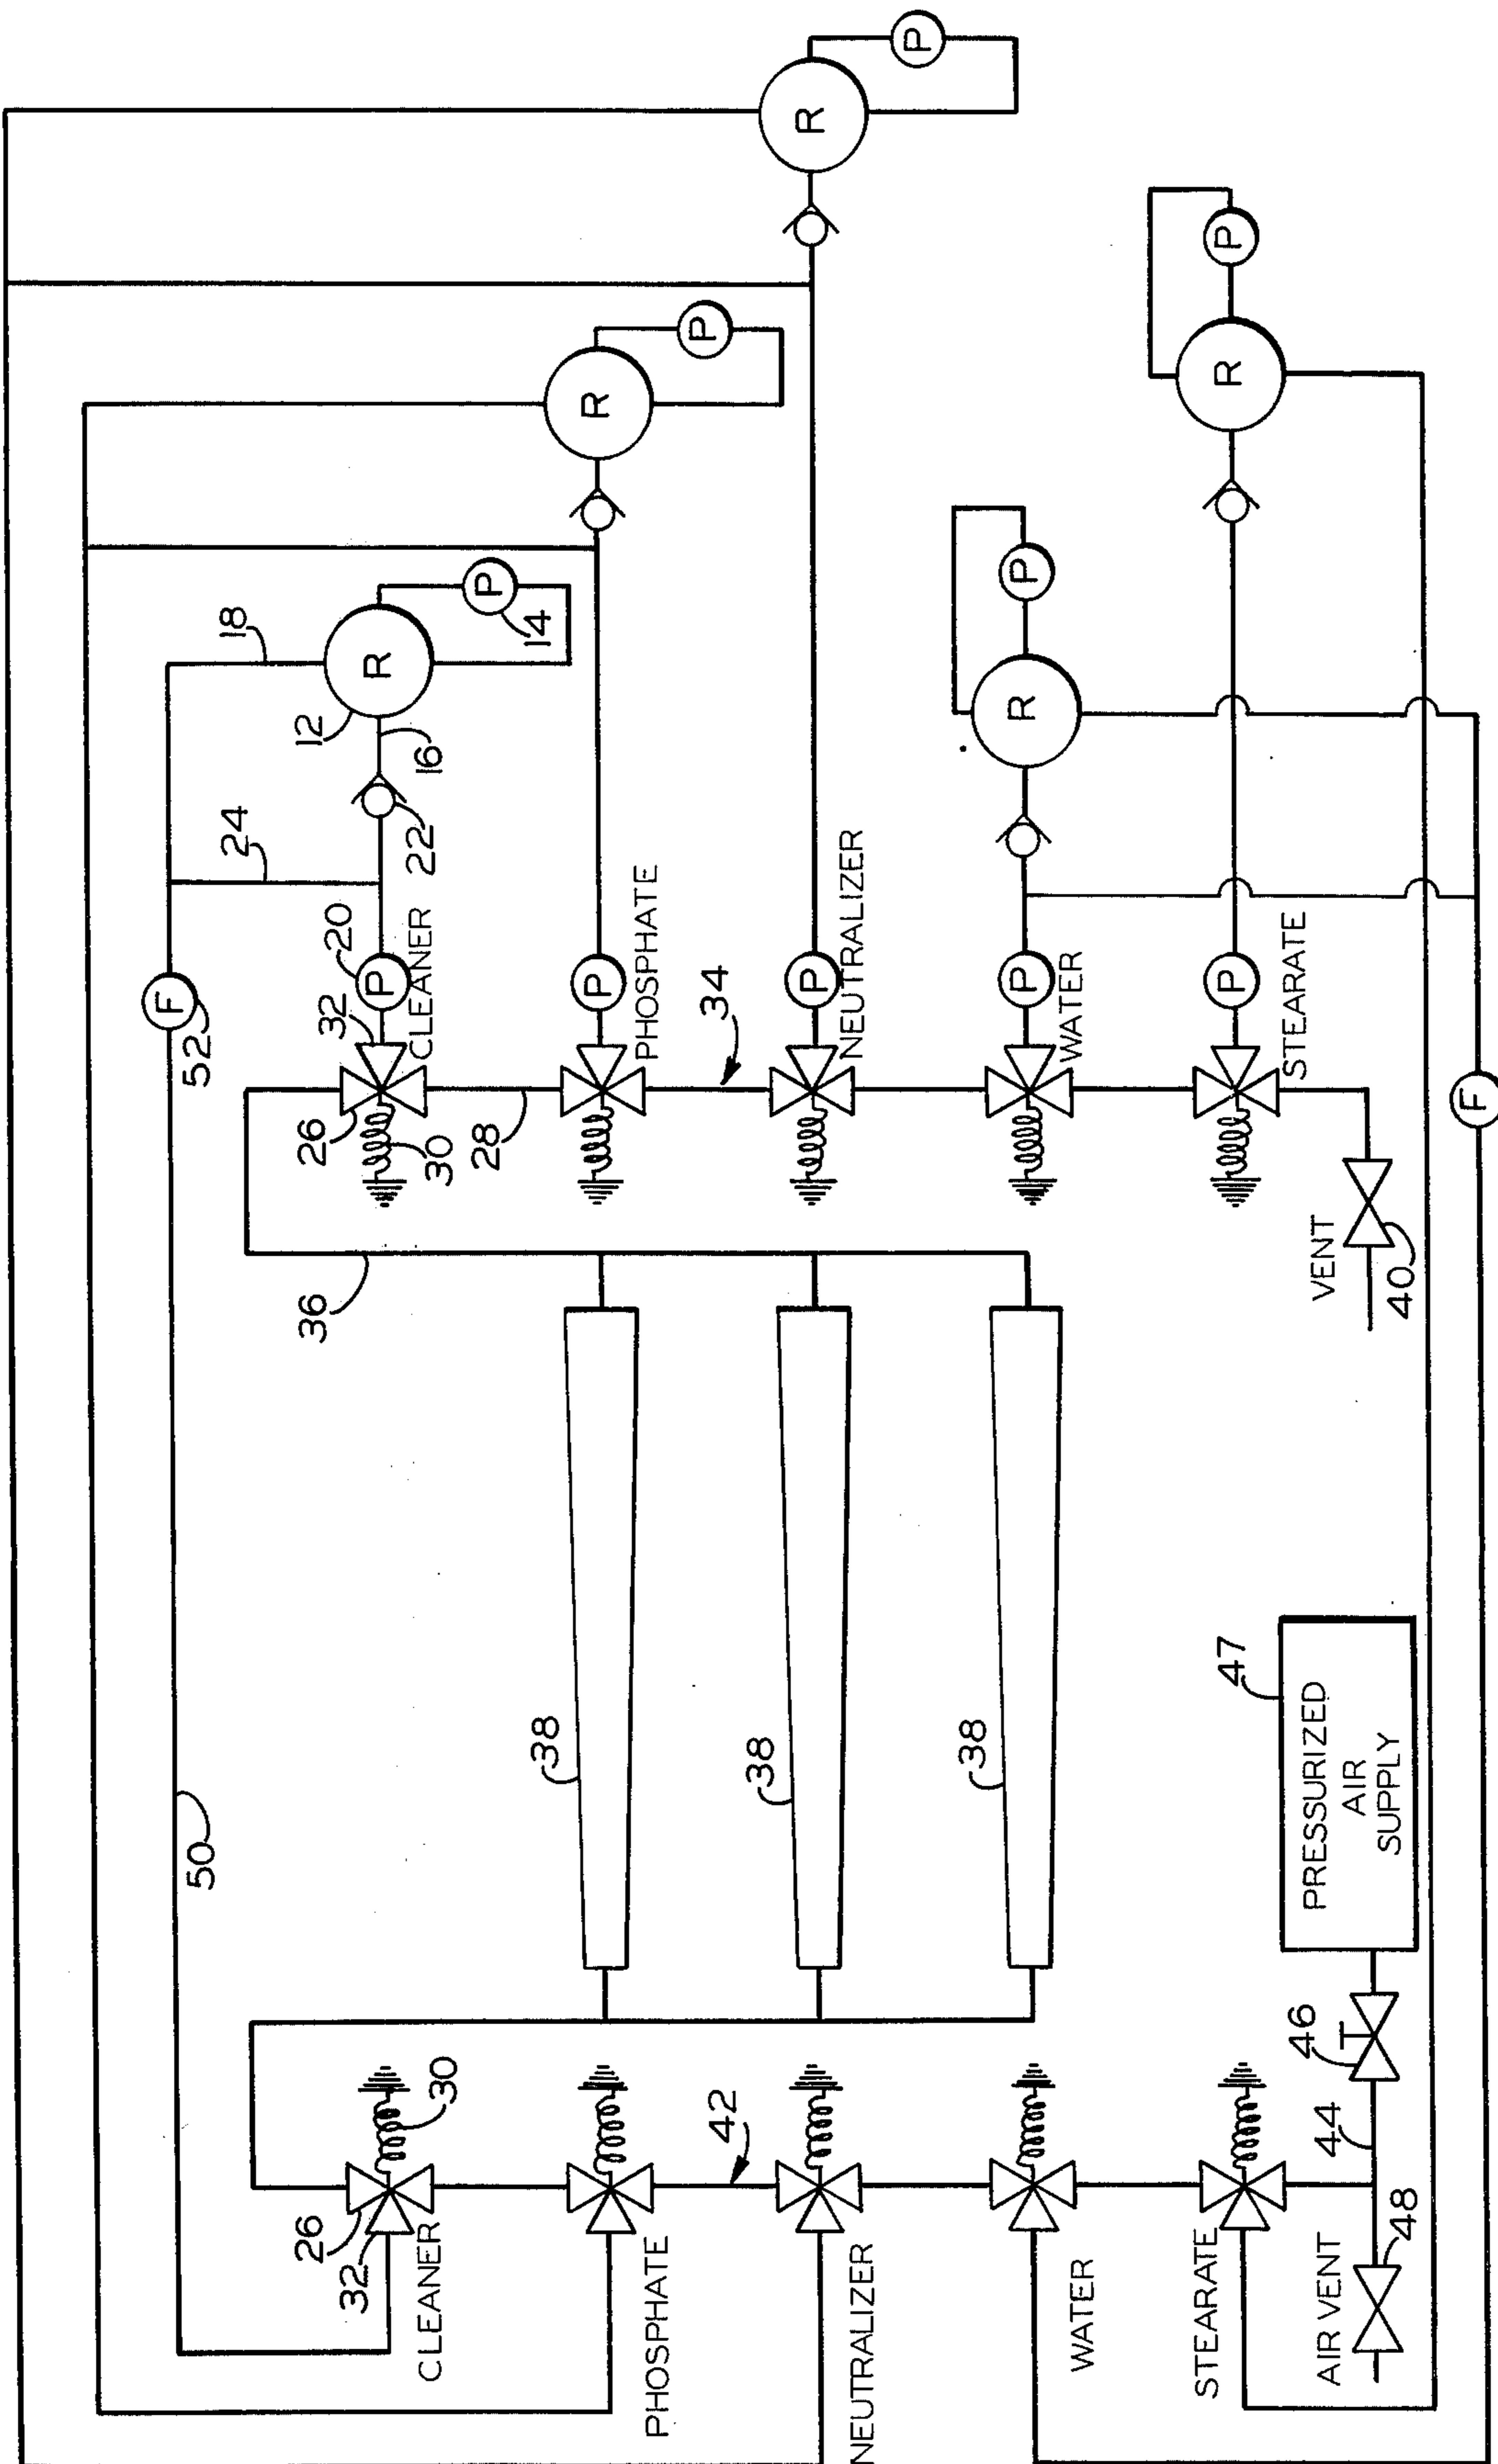 F
50 52
20 24 18
26 36 26 32 12
32 P R
30 CLEANER 30 22 16
CLEANER P
28 14
38 P R
PHOSPHATE PHOSPHATE P
42 38 34
P R
NEUTRALIZER NEUTRALIZER P
38
P R P
WATER WATER
STEARATE 47 P R P
46 STEARATE
AIR VENT 44 PRESSURIZED VENT
AIR
SUPPLY
48 40
F